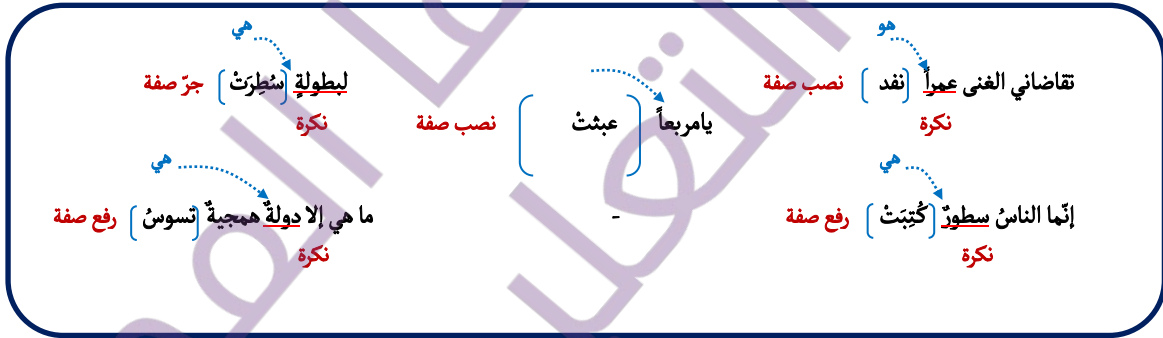 هو
هي
تقاضاني الغنى عمراً (نفد) نصب صفة
لبطولةٍ (سُطِرَتْ) جرّ صفة
نكرة
يامربعاً (عبثتْ) نصب صفة
نكرة
هي
هي
إنّما الناسُ سطورٌ (كُتِبَتْ) رفع صفة
-
ما هي إلا دولةٌ همجيةٌ (تسوسُ) رفع صفة
نكرة
نكرة